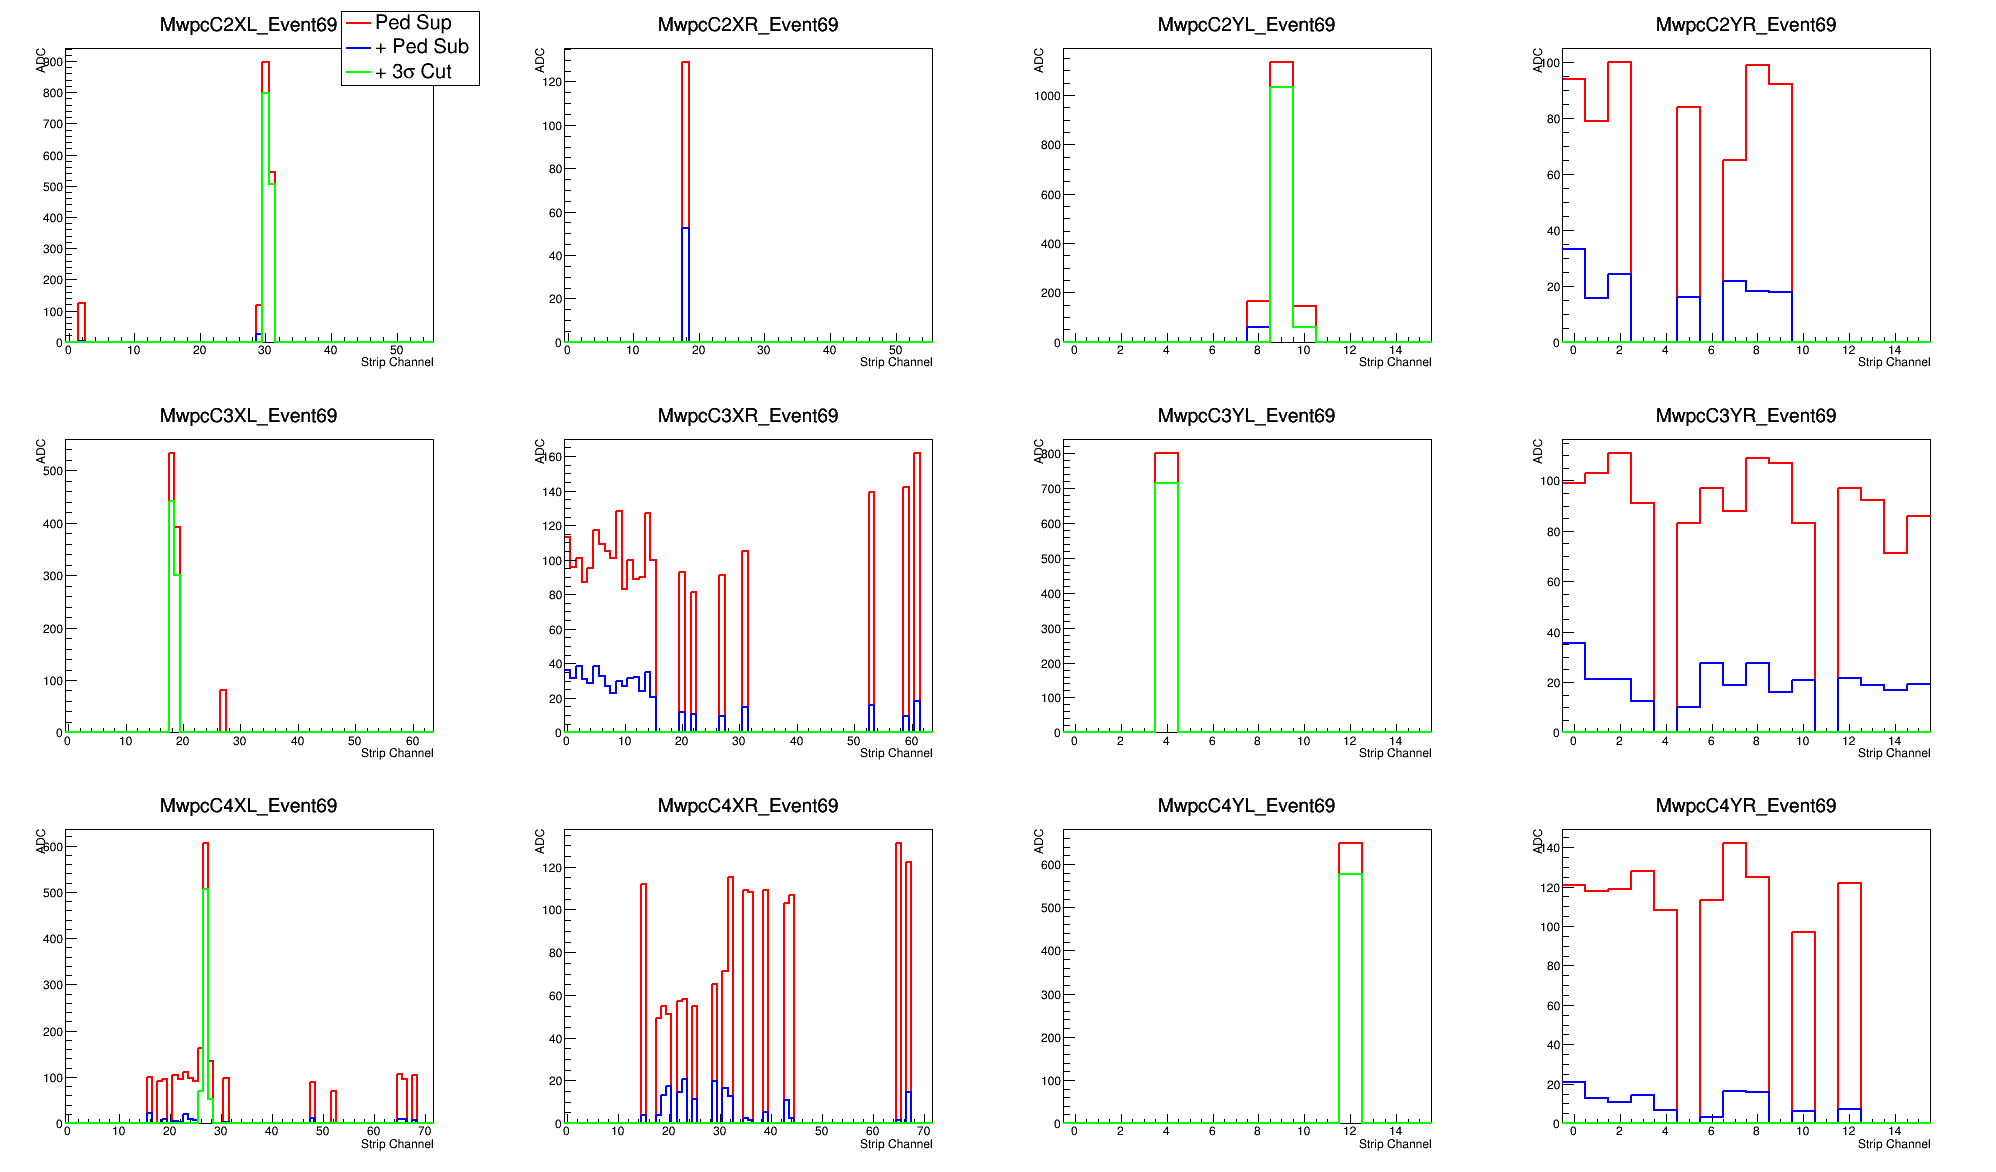 MwpcC2XL_Event69
Ped Sup
+ Ped Sub
+ 3σ Cut
ADC
900
800
700
600
500
400
300
200
100
0
0 10 20 30 40 50
Strip Channel
MwpcC2XR_Event69
ADC
120
100
80
60
40
20
0
0 10 20 30 40 50
Strip Channel
MwpcC2YL_Event69
ADC
1000
800
600
400
200
0
0 2 4 6 8 10 12 14
Strip Channel
MwpcC2YR_Event69
ADC
100
80
60
40
20
0
0 2 4 6 8 10 12 14
Strip Channel
MwpcC3XL_Event69
ADC
500
400
300
200
100
0
0 10 20 30 40 50 60
Strip Channel
MwpcC3XR_Event69
ADC
160
140
120
100
80
60
40
20
0
0 10 20 30 40 50 60
Strip Channel
MwpcC3YL_Event69
ADC
800
700
600
500
400
300
200
100
0
0 2 4 6 8 10 12 14
Strip Channel
MwpcC3YR_Event69
ADC
100
80
60
40
20
0
0 2 4 6 8 10 12 14
Strip Channel
MwpcC4XL_Event69
ADC
600
500
400
300
200
100
0
0 10 20 30 40 50 60 70
Strip Channel
MwpcC4XR_Event69
ADC
120
100
80
60
40
20
0
0 10 20 30 40 50 60 70
Strip Channel
MwpcC4YL_Event69
ADC
600
500
400
300
200
100
0
0 2 4 6 8 10 12 14
Strip Channel
MwpcC4YR_Event69
ADC
140
120
100
80
60
40
20
0
0 2 4 6 8 10 12 14
Strip Channel